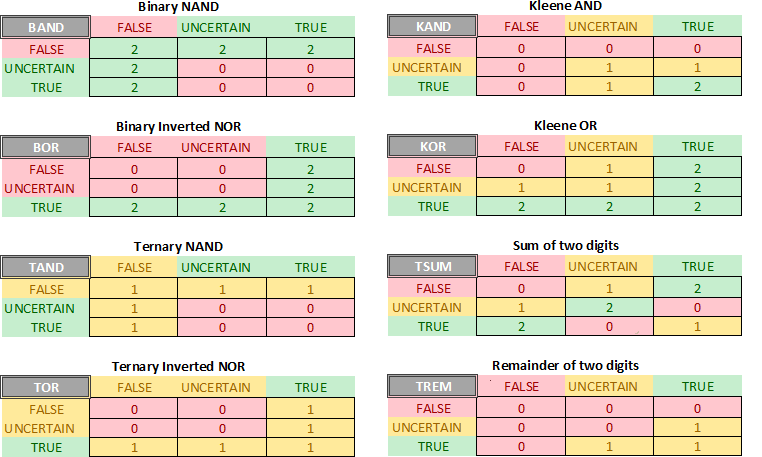 Binary NAND
BAND FALSE UNCERTAIN TRUE
FALSE 2 2 2
UNCERTAIN 2 0 0
TRUE 2 0 0
Binary Inverted NOR
BOR FALSE UNCERTAIN TRUE
FALSE 0 0 2
UNCERTAIN 0 0 2
TRUE 2 2 2
Ternary NAND
TAND FALSE UNCERTAIN TRUE
FALSE 1 1 1
UNCERTAIN 1 0 0
TRUE 1 0 0
Ternary Inverted NOR
TOR FALSE UNCERTAIN TRUE
FALSE 0 0 1
UNCERTAIN 0 0 1
TRUE 1 1 1
Kleene AND
KAND FALSE UNCERTAIN TRUE
FALSE 0 0 0
UNCERTAIN 0 1 1
TRUE 0 1 2
Kleene OR
KOR FALSE UNCERTAIN TRUE
FALSE 0 1 2
UNCERTAIN 1 1 2
TRUE 2 2 2
Sum of two digits
TSUM FALSE UNCERTAIN TRUE
FALSE 0 1 2
UNCERTAIN 1 2 0
TRUE 2 0 1
Remainder of two digits
TREM FALSE UNCERTAIN TRUE
FALSE 0 0 0
UNCERTAIN 0 0 1
TRUE 0 1 1